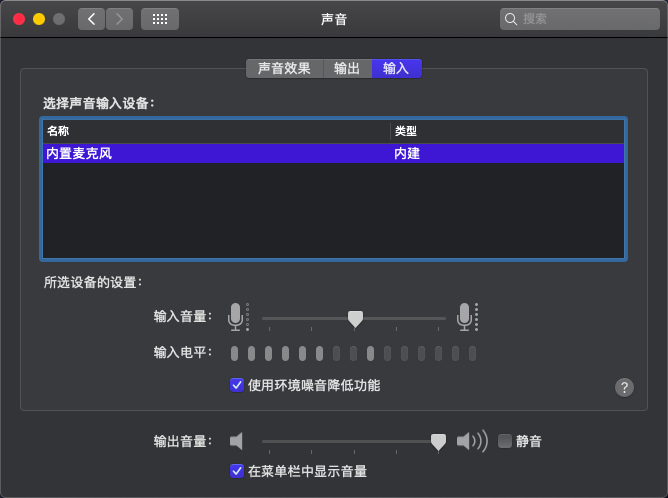 声音
搜索
声音效果 输出 输入
选择声音输入设备：
名称 类型
内置麦克风 内建
所选设备的设置：
输入音量：
输入电平：
使用环境噪音降低功能
?
输出音量： 静音
在菜单栏中显示音量